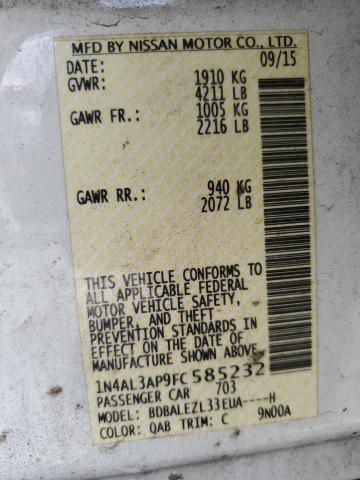 MFD BY NISSAN MOTOR CO., LTD.
DATE: 09/15
GVWR: 1910 KG
4211 LB
GAWR FR.: 1005 KG
2216 LB
GAWR RR.: 940 KG
2072 LB
THIS VEHICLE CONFORMS TO
ALL APPLICABLE FEDERAL
MOTOR VEHICLE SAFETY,
BUMPER, AND THEFT
PREVENTION STANDARDS IN
EFFECT ON THE DATE OF
MANUFACTURE SHOWN ABOVE.
1N4AL3AP9FC585232
PASSENGER CAR 703
MODEL: BDBALEZL33EUA----H
COLOR: QAB TRIM: C 9N00A